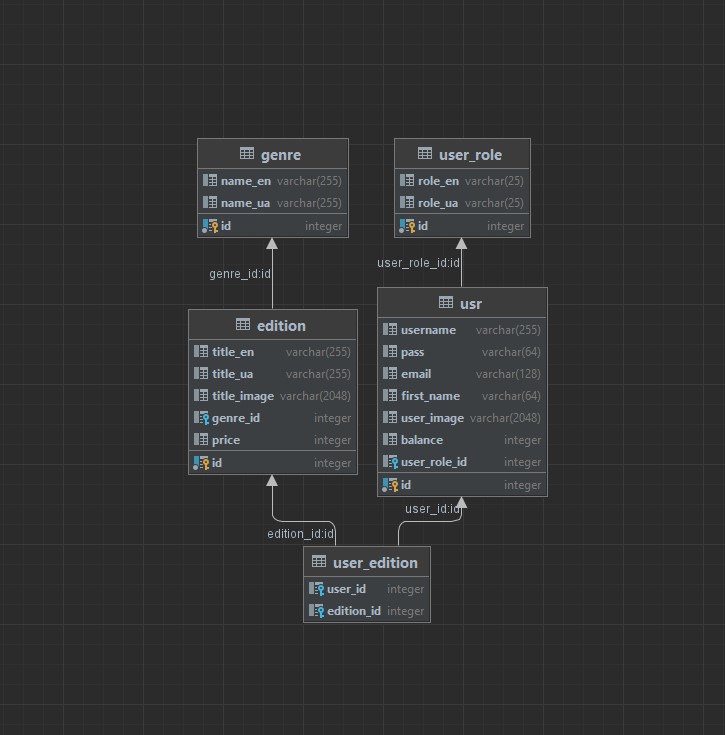 genre
name_en varchar(255)
name_ua varchar(255)
id integer
user_role
role_en varchar(25)
role_ua varchar(25)
id integer
genre_id:id
user_role_id:id
edition
title_en varchar(255)
title_ua varchar(255)
title_image varchar(2048)
genre_id integer
price integer
id integer
usr
username varchar(255)
pass varchar(64)
email varchar(128)
first_name varchar(64)
user_image varchar(2048)
balance integer
user_role_id integer
id integer
edition_id:id
user_id:id
user_edition
user_id integer
edition_id integer